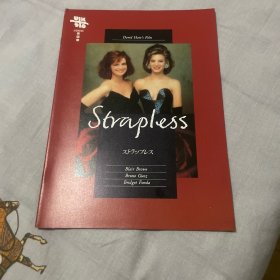 David Hare's Film
Strapless
ストラップレス
Blair Brown
Bruno Ganz
Bridget Fonda